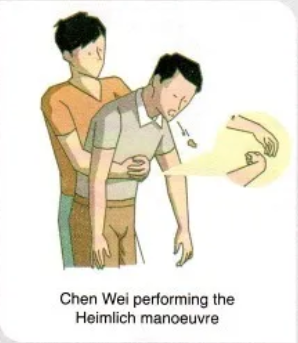 Chen Wei performing the
Heimlich manoeuvre